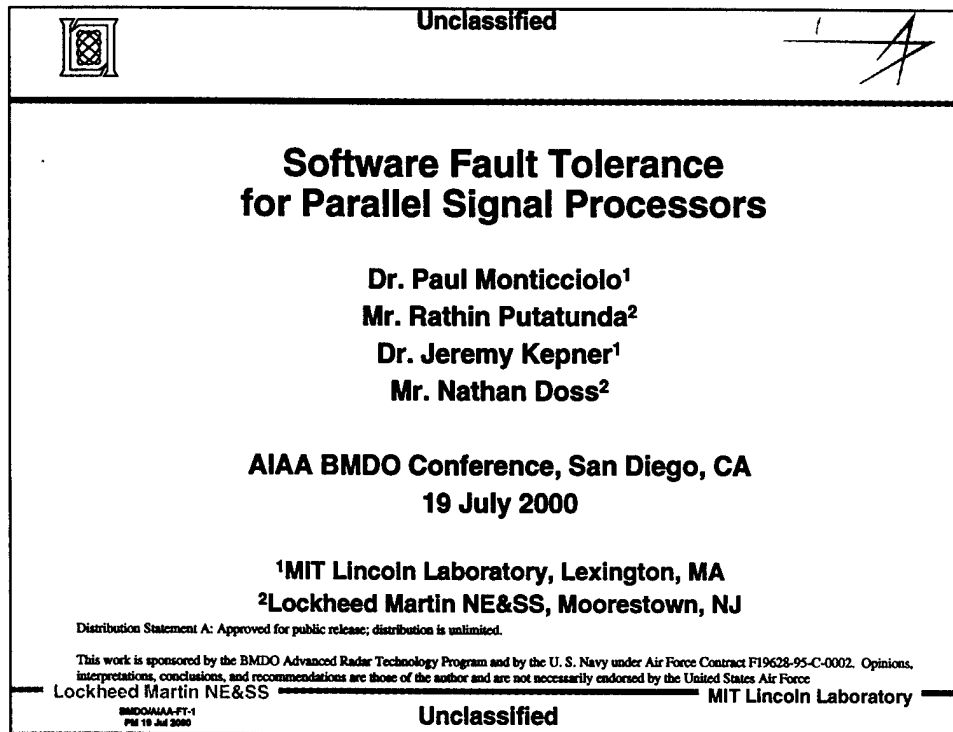 Unclassified
Software Fault Tolerance
for Parallel Signal Processors
Dr. Paul Monticciolo¹
Mr. Rathin Putatunda²
Dr. Jeremy Kepner¹
Mr. Nathan Doss²
AIAA BMDO Conference, San Diego, CA
19 July 2000
¹MIT Lincoln Laboratory, Lexington, MA
²Lockheed Martin NE&SS, Moorestown, NJ
Distribution Statement A: Approved for public release; distribution is unlimited.
This work is sponsored by the BMDO Advanced Radar Technology Program and by the U. S. Navy under Air Force Contract F19628-95-C-0002. Opinions,
interpretations, conclusions, and recommendations are those of the author and are not necessarily endorsed by the United States Air Force
Lockheed Martin NE&SS
MIT Lincoln Laboratory
BMDO/AIAA-FT-1
PM 19 Jul 2000
Unclassified